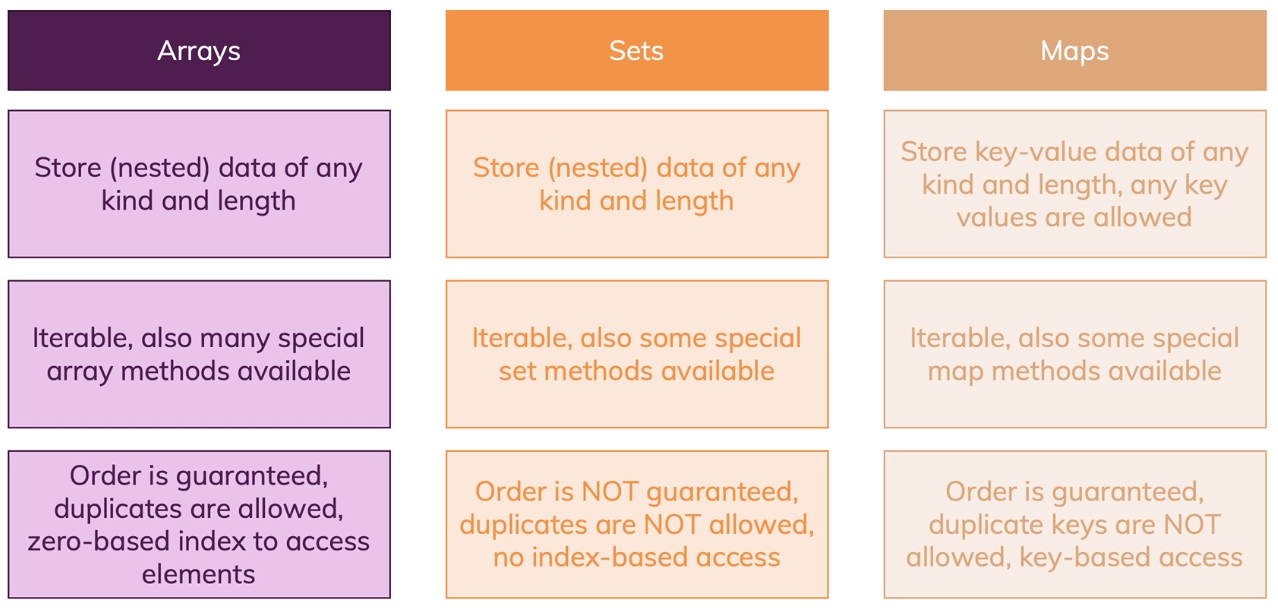 Arrays
Store (nested) data of any
kind and length
Iterable, also many special
array methods available
Order is guaranteed,
duplicates are allowed,
zero-based index to access
elements
Sets
Store (nested) data of any
kind and length
Iterable, also some special
set methods available
Order is NOT guaranteed,
duplicates are NOT allowed,
no index-based access
Maps
Store key-value data of any
kind and length, any key
values are allowed
Iterable, also some special
map methods available
Order is guaranteed,
duplicate keys are NOT
allowed, key-based access